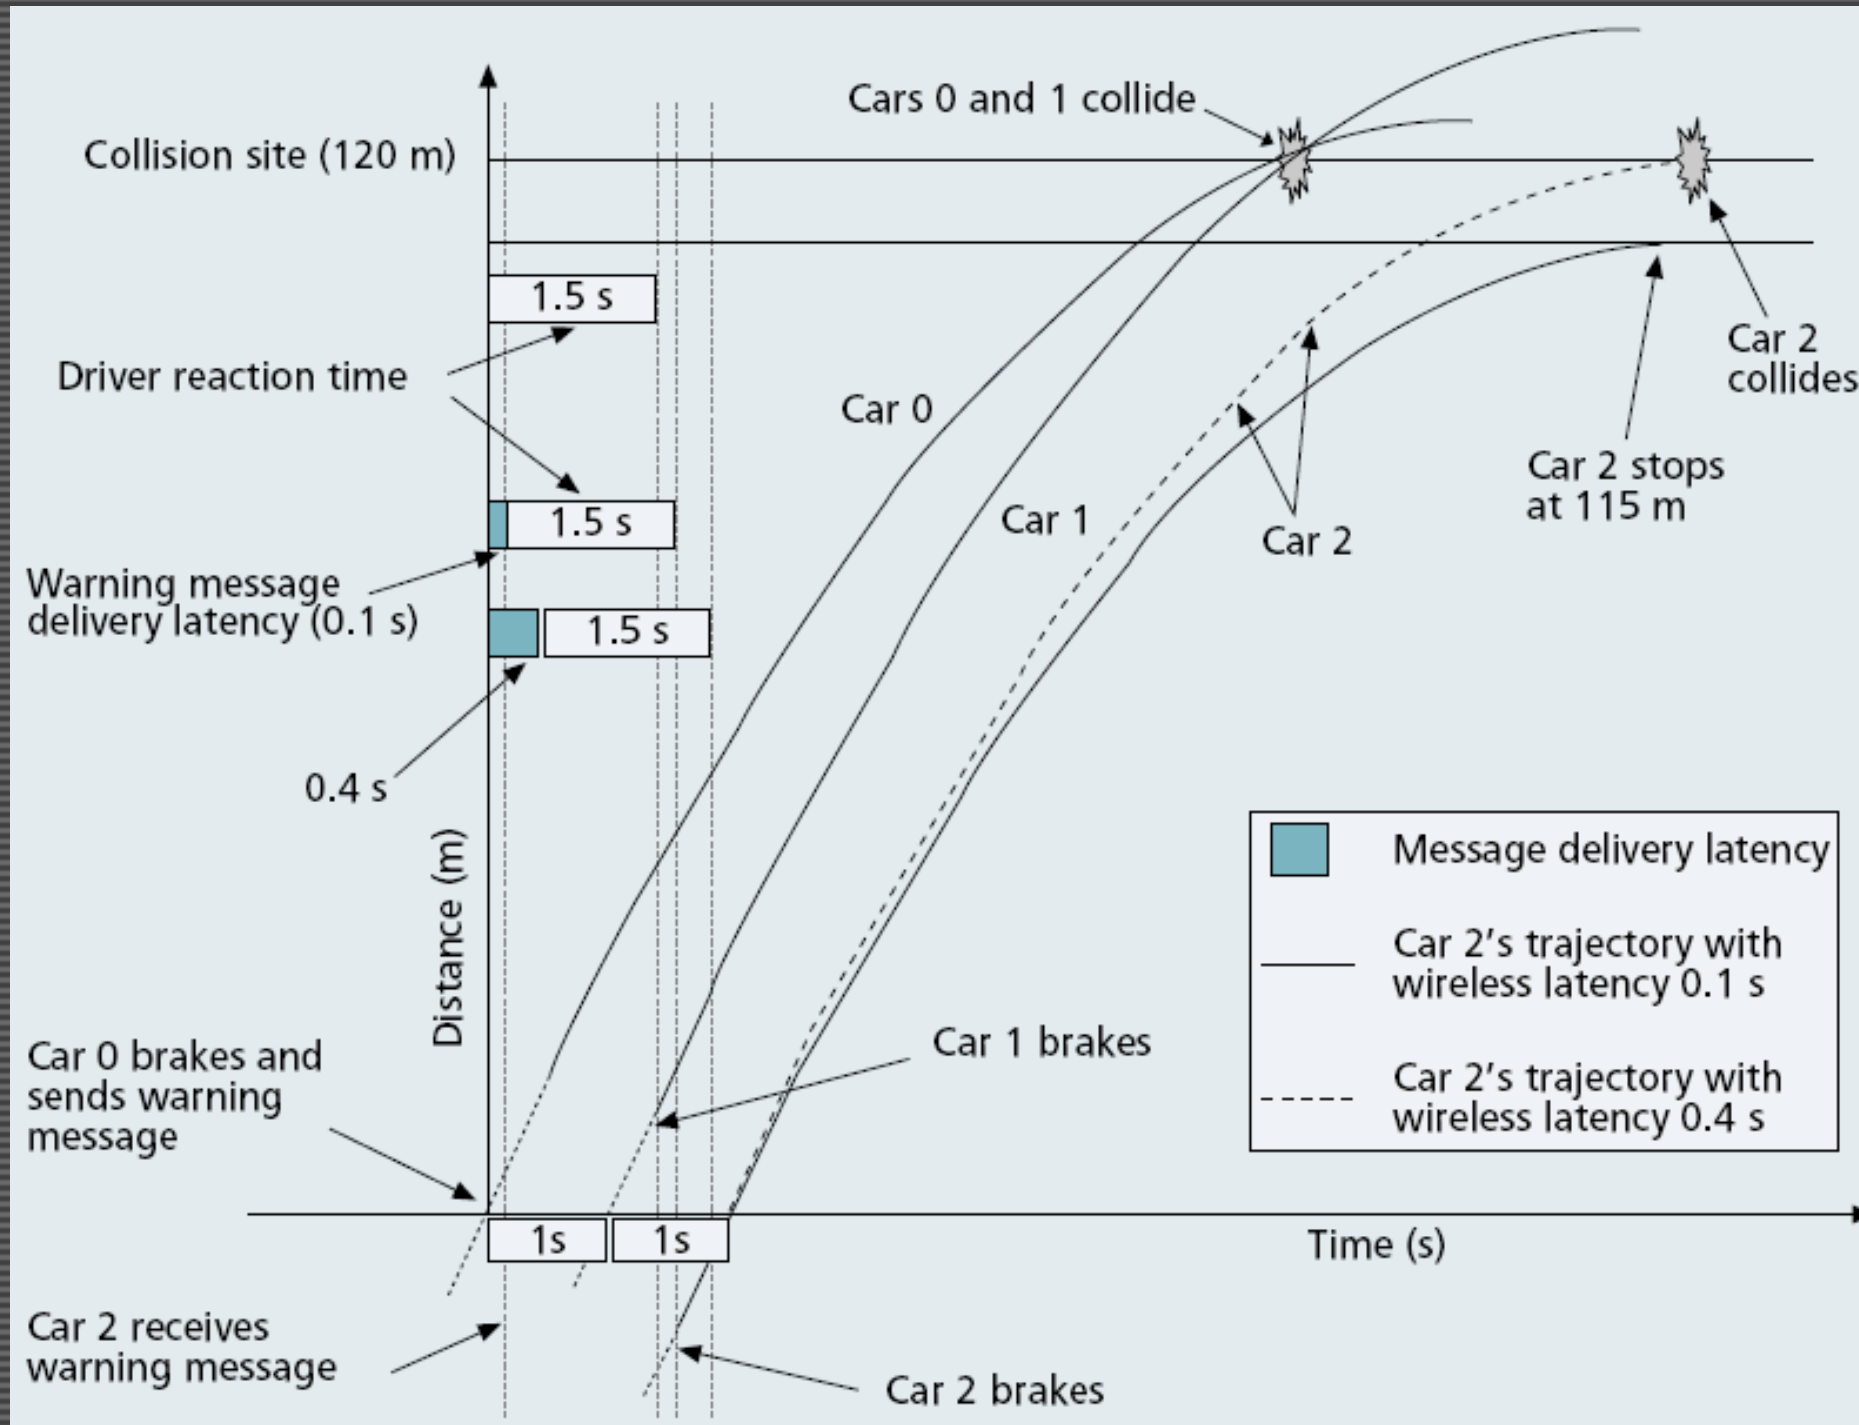 Cars 0 and 1 collide
Collision site (120 m)
1.5 s
Driver reaction time
Car 2
collides
Car 0
Car 2 stops
at 115 m
1.5 s
Car 1
Car 2
Warning message
delivery latency (0.1 s)
1.5 s
0.4 s
Distance (m)
Message delivery latency
Car 2's trajectory with
wireless latency 0.1 s
Car 2's trajectory with
wireless latency 0.4 s
Car 0 brakes and
sends warning
message
Car 1 brakes
1s
1s
Time (s)
Car 2 receives
warning message
Car 2 brakes